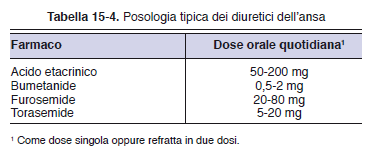 Tabella 15-4. Posologia tipica dei diuretici dell'ansa
Farmaco Dose orale quotidiana¹
Acido etacrinico 50-200 mg
Bumetanide 0,5-2 mg
Furosemide 20-80 mg
Torasemide 5-20 mg
¹ Come dose singola oppure refratta in due dosi.